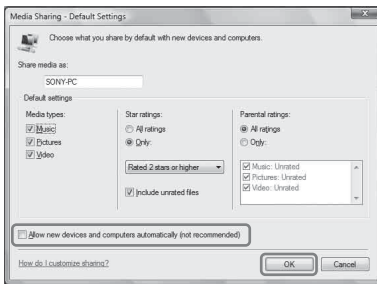 Media Sharing - Default Settings
Choose what you share by default with new devices and computers.
Share media as:
SONY-PC
Default settings
Media types:
Music
Pictures
Video
Star ratings:
All ratings
Only:
Rated 2 stars or higher
Include unrated files
Parental ratings:
All ratings
Only:
Music: Unrated
Pictures: Unrated
Video: Unrated
Allow new devices and computers automatically (not recommended)
How do I customize sharing?
OK
Cancel